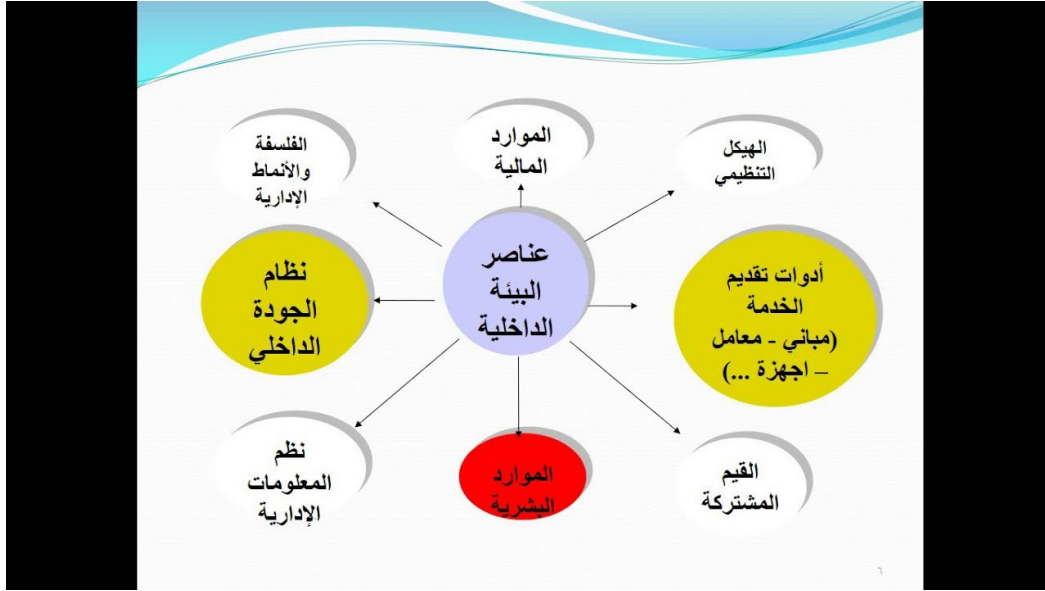 الهيكل
التنظيمي
الموارد
المالية
الفلسفة
والأنماط
الإدارية
عناصر
البيئة
الداخلية
أدوات تقديم
الخدمة
(مباني - معامل
– اجهزة ...)
نظام
الجودة
الداخلي
القيم
المشتركة
الموارد
البشرية
نظم
المعلومات
الإدارية
٦